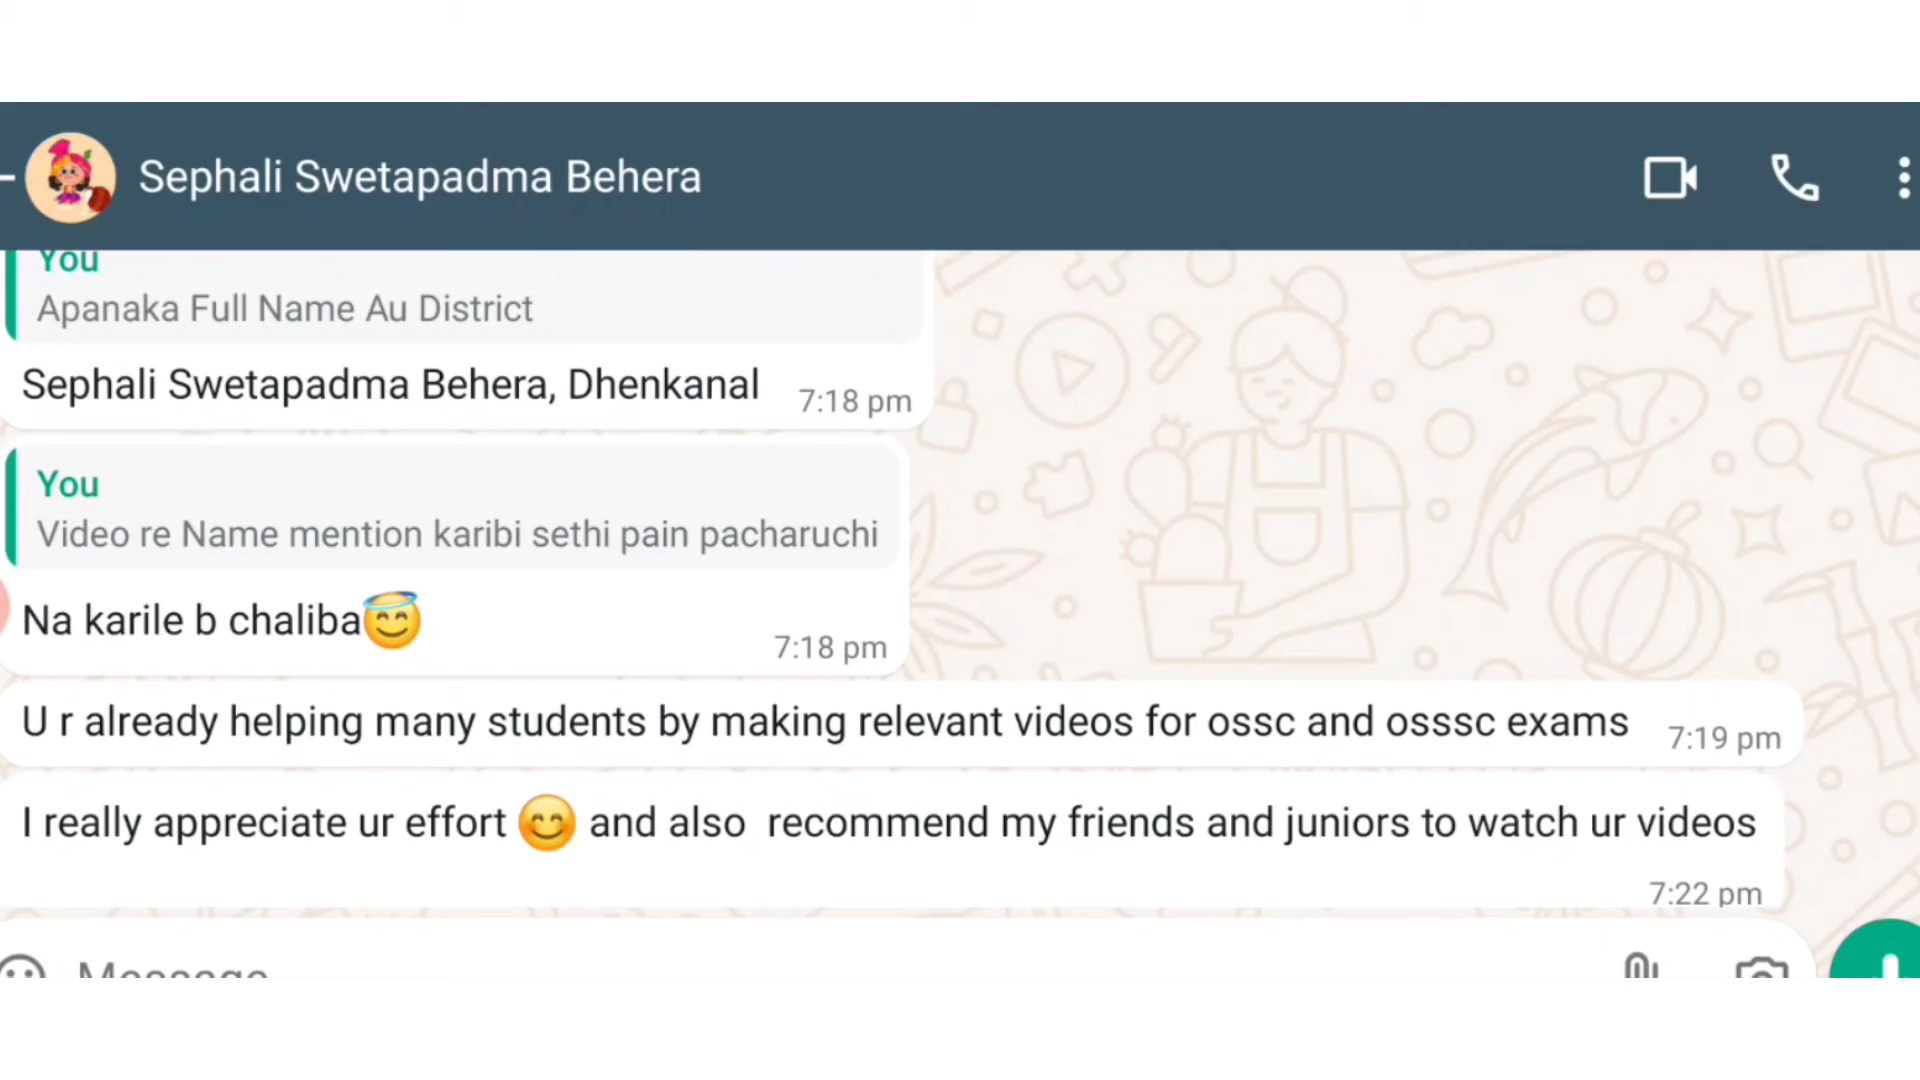 Sephali Swetapadma Behera
You
Apanaka Full Name Au District
Sephali Swetapadma Behera, Dhenkanal 7:18 pm
You
Video re Name mention karibi sethi pain pacharuchi
Na karile b chaliba😇
7:18 pm
U r already helping many students by making relevant videos for ossc and osssc exams 7:19 pm
I really appreciate ur effort 😊 and also  recommend my friends and juniors to watch ur videos
7:22 pm
Message